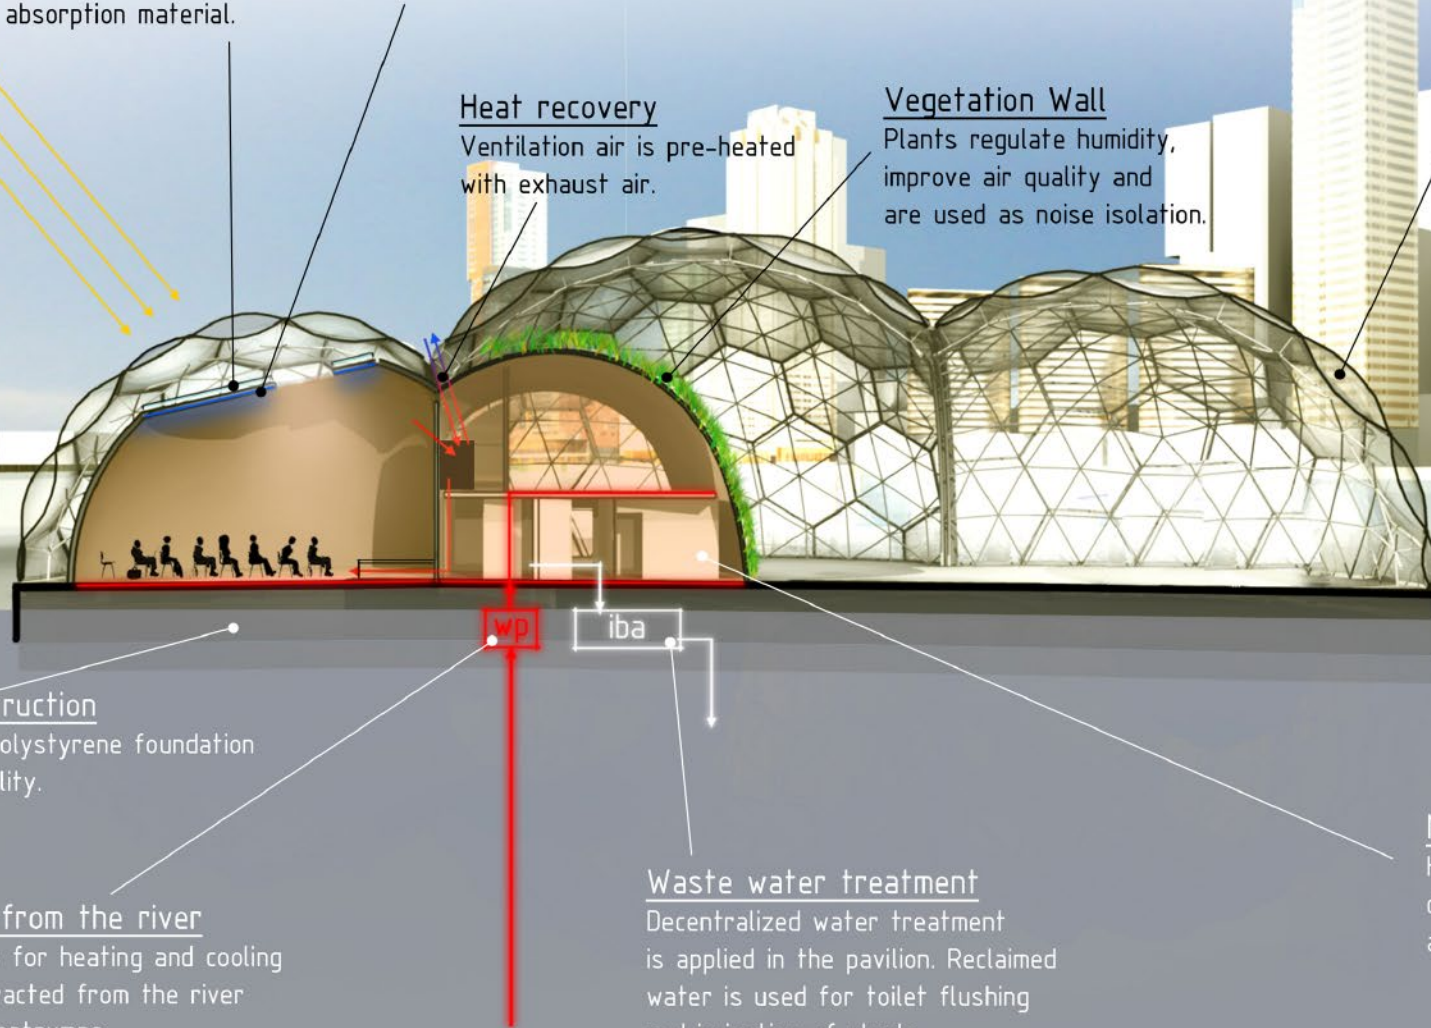 absorption material.
Heat recovery
Ventilation air is pre-heated
with exhaust air.
Vegetation Wall
Plants regulate humidity,
improve air quality and
are used as noise isolation.
wp
iba
ruction
olystyrene foundation
lity.
from the river
for heating and cooling
acted from the river
Waste water treatment
Decentralized water treatment
is applied in the pavilion. Reclaimed
water is used for toilet flushing